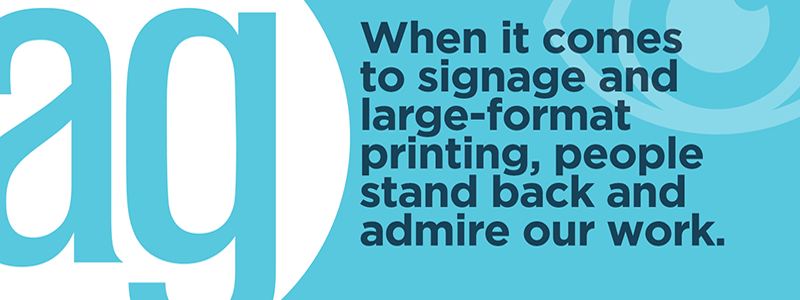 ag
When it comes
to signage and
large-format
printing, people
stand back and
admire our work.